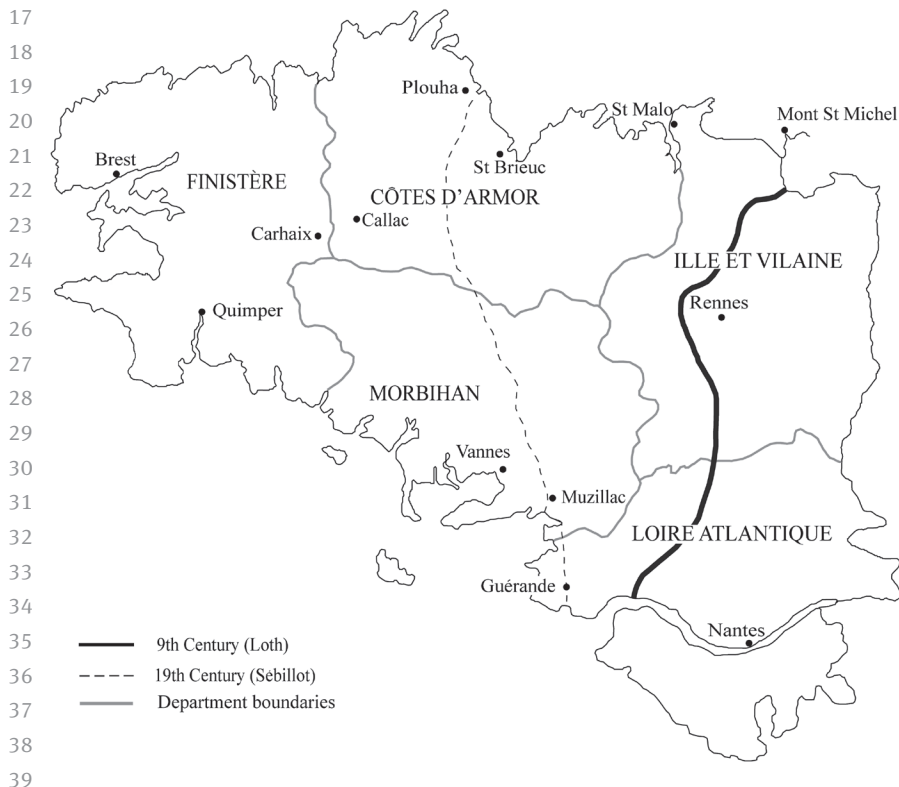 17
18
19
20
21
22
23
24
25
26
27
28
29
30
31
32
33
34
35
36
37
38
39
Plouha
St Malo
Mont St Michel
Brest
St Brieuc
FINISTÈRE
CÔTES D'ARMOR
Callac
Carhaix
ILLE ET VILAINE
Rennes
Quimper
MORBIHAN
Vannes
Muzillac
LOIRE ATLANTIQUE
Guérande
Nantes
9th Century (Loth)
19th Century (Sébillot)
Department boundaries